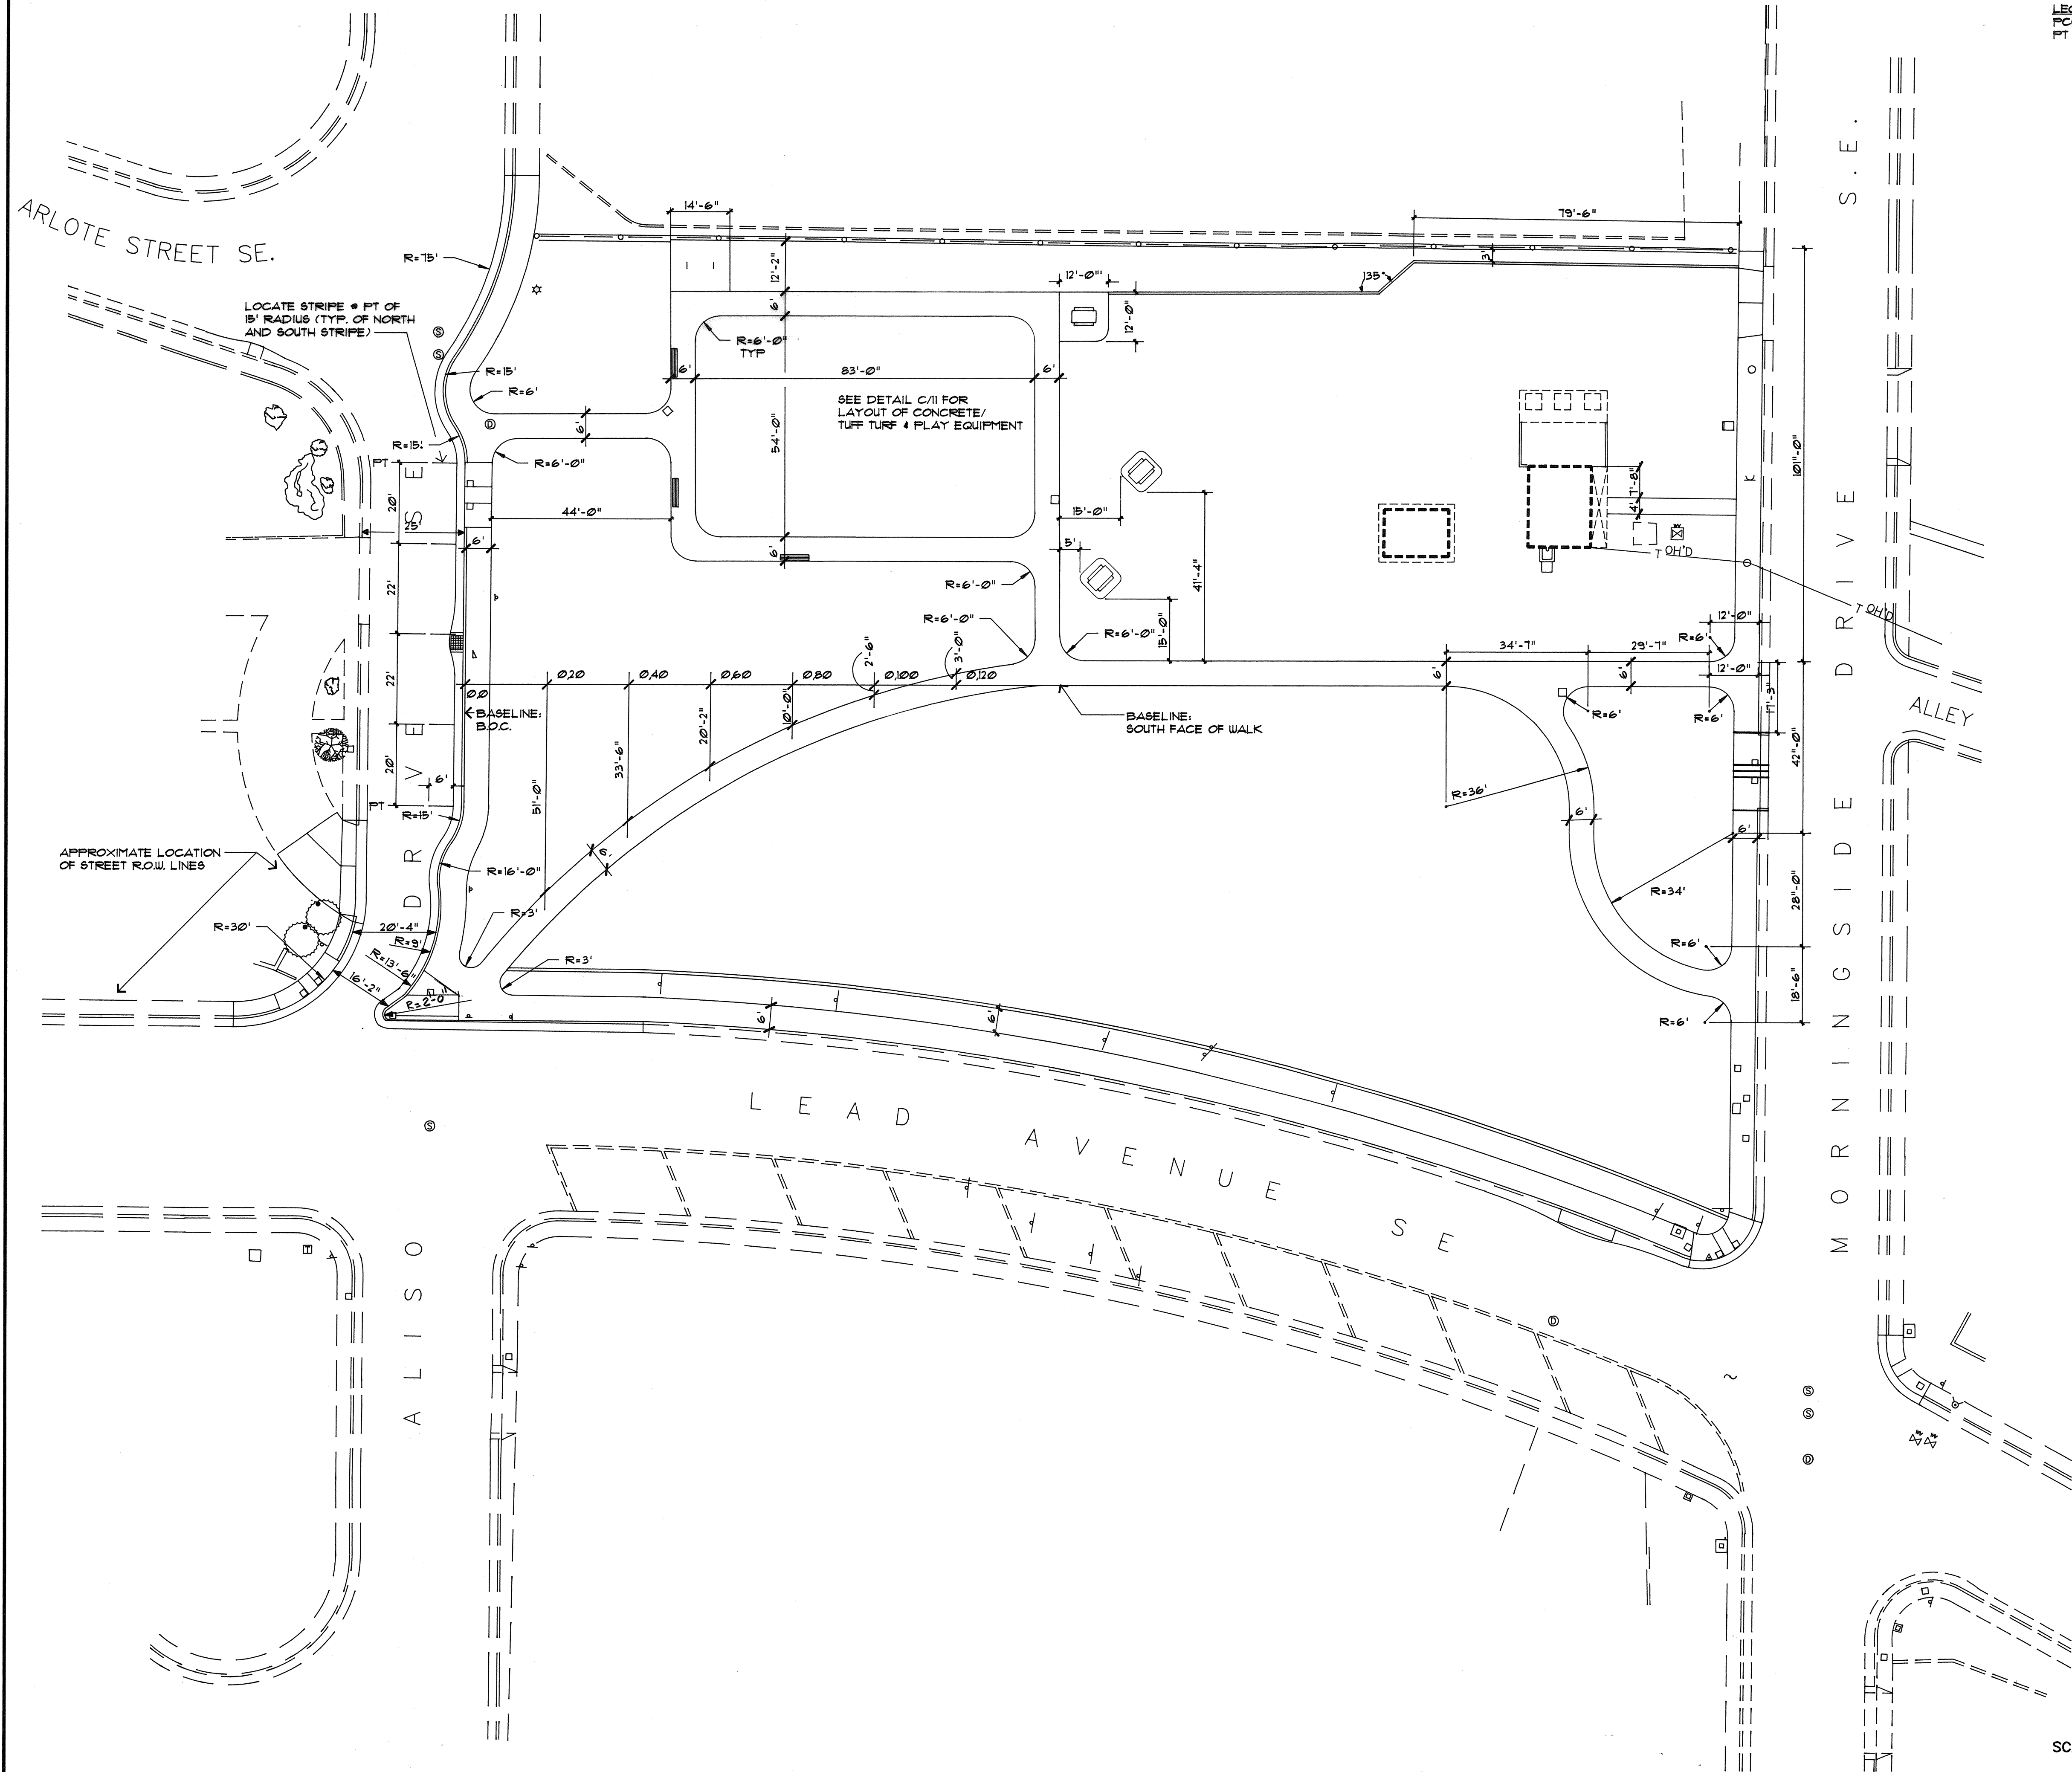 LEG
PC
PT
S.E.
14'-6"
79'-6"
ARLOTE STREET SE.
R=75'
12'-2"
3'
12'-0"'
135°
LOCATE STRIPE @ PT OF
15' RADIUS (TYP. OF NORTH
AND SOUTH STRIPE)
6'
12'-0"
S
S
R=6'-0"
TYP
R=15'
6'
83'-0"
6'
R=6'
SEE DETAIL C/11 FOR
LAYOUT OF CONCRETE/
TUFF TURF & PLAY EQUIPMENT
D
6'
54'-0"
101'-0"
R=15'
PT
R=6'-0"
7'-8"
4'
20'
25'
44'-0"
15'-0"
6'
6'
5'
T OH'D
W
R=6'-0"
41'-4"
22'
T OH'D
R=6'-0"
R=6'-0"
15'-0"
12'-0"
R=6'
2'-6"
3'-0"
34'-7"
29'-7"
12'-0"
6'
6'
0,0
0,20
0,40
0,60
0,80
0,100
0,120
17'-3"
22'
BASELINE:
B.O.C.
10'-0"
20'-2"
33'-6"
51'-0"
BASELINE:
SOUTH FACE OF WALK
R=6'
R=6'
ALLEY
42'-0"
20'
6'
PT
R=15'
R=36'
6'
6'
APPROXIMATE LOCATION
OF STREET R.O.W. LINES
6'
R=16'-0"
R=34'
28'-0"
R=3'
R=30'
20'-4"
R=9'
R=6'
R=13'-6"
16'-2"
R=3'
R=2'-0"
6'
6'
18'-6"
R=6'
LEAD AVENUE SE
S
ALISO DRIVE SE
MORNINGSIDE DRIVE
T
D
S
S
D
W W
SC